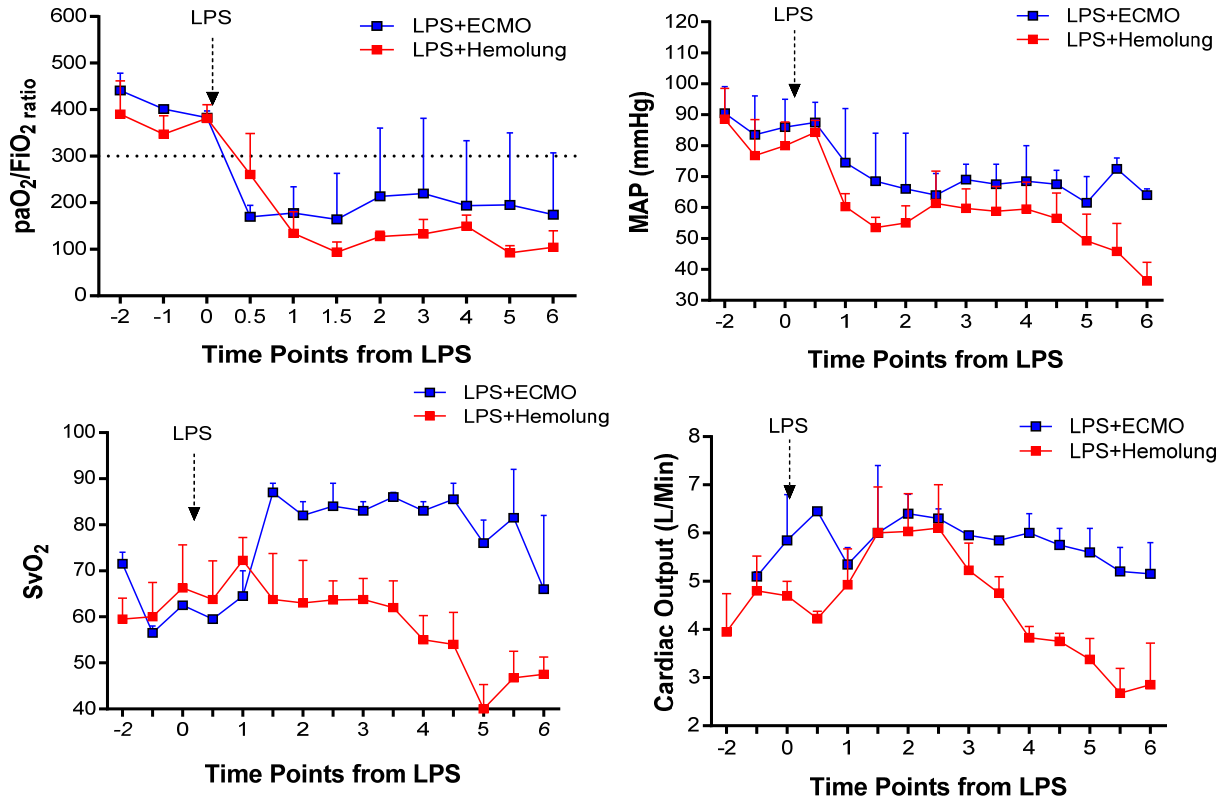 LPS
LPS+ECMO
LPS+Hemolung
paO2/FiO2 ratio
600
500
400
300
200
100
0
-2 -1 0 0.5 1 1.5 2 3 4 5 6
Time Points from LPS
LPS
LPS+ECMO
LPS+Hemolung
MAP (mmHg)
120
110
100
90
80
70
60
50
40
30
-2 0 1 2 3 4 5 6
Time Points from LPS
LPS
LPS+ECMO
LPS+Hemolung
SvO2
100
90
80
70
60
50
40
-2 0 1 2 3 4 5 6
Time Points from LPS
LPS
LPS+ECMO
LPS+Hemolung
Cardiac Output (L/Min)
8
7
6
5
4
3
2
-2 0 1 2 3 4 5 6
Time Points from LPS